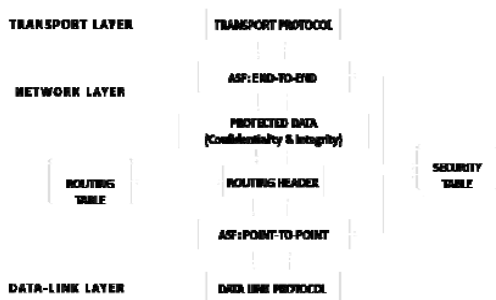 TRANSPORT LAYER
TRANSPORT PROTOCOL
ASF: END-TO-END
NETWORK LAYER
PROTECTED DATA
(Confidentiality & Integrity)
ROUTING
TABLE
ROUTING HEADER
SECURITY
TABLE
ASF: POINT-TO-POINT
DATA-LINK LAYER
DATA LINK PROTOCOL